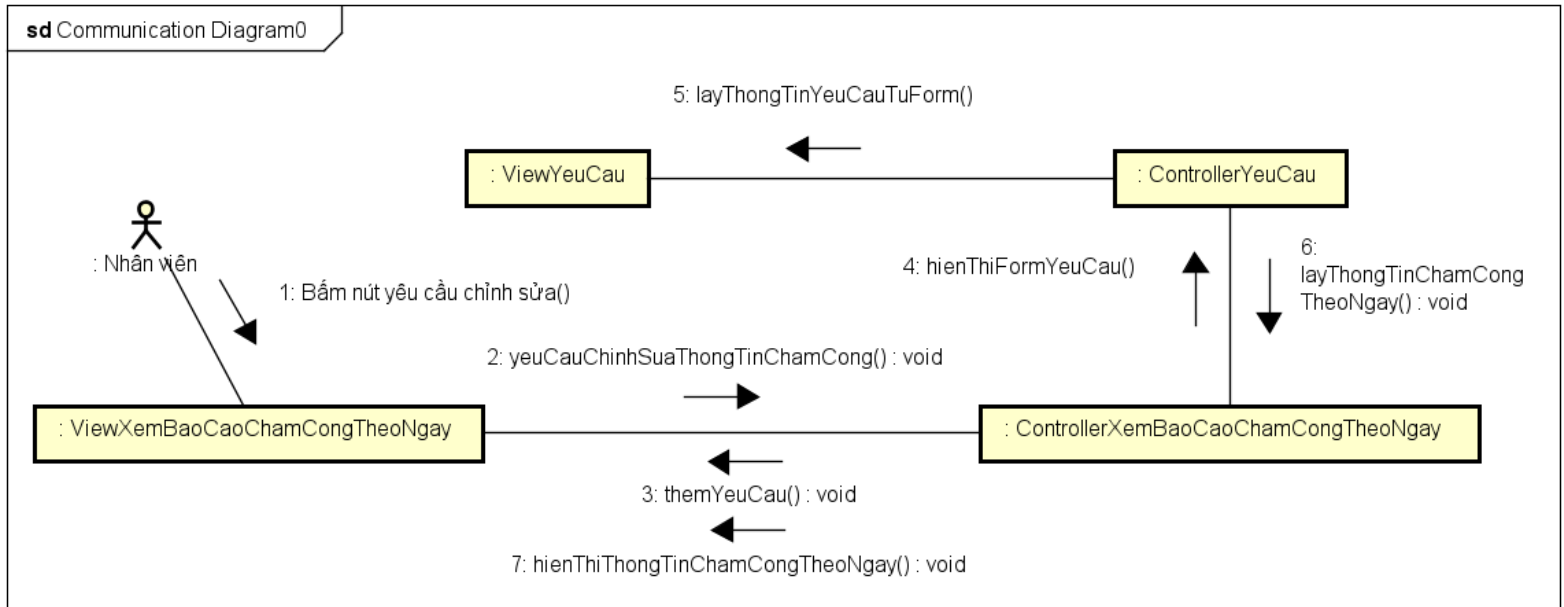 sd Communication Diagram0
5: layThongTinYeuCauTuForm()
: ViewYeuCau
: ControllerYeuCau
: Nhân viên
1: Bấm nút yêu cầu chỉnh sửa()
4: hienThiFormYeuCau()
6:
layThongTinChamCong
TheoNgay() : void
2: yeuCauChinhSuaThongTinChamCong() : void
: ViewXemBaoCaoChamCongTheoNgay
: ControllerXemBaoCaoChamCongTheoNgay
3: themYeuCau() : void
7: hienThiThongTinChamCongTheoNgay() : void